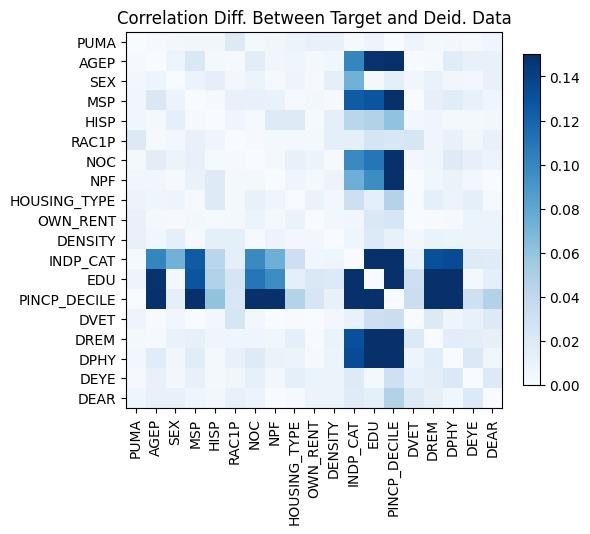 Correlation Diff. Between Target and Deid. Data
PUMA
AGEP
SEX
MSP
HISP
RAC1P
NOC
NPF
HOUSING_TYPE
OWN_RENT
DENSITY
INDP_CAT
EDU
PINCP_DECILE
DVET
DREM
DPHY
DEYE
DEAR
PUMA
AGEP
SEX
MSP
HISP
RAC1P
NOC
NPF
HOUSING_TYPE
OWN_RENT
DENSITY
INDP_CAT
EDU
PINCP_DECILE
DVET
DREM
DPHY
DEYE
DEAR
0.14
0.12
0.10
0.08
0.06
0.04
0.02
0.00